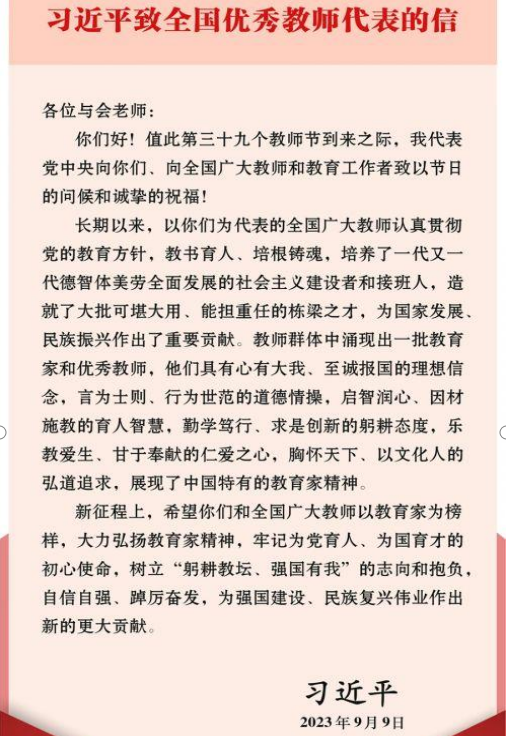 习近平致全国优秀教师代表的信
各位与会老师：
你们好！值此第三十九个教师节到来之际，我代表
党中央向你们、向全国广大教师和教育工作者致以节日
的问候和诚挚的祝福！
长期以来，以你们为代表的全国广大教师认真贯彻
党的教育方针，教书育人、培根铸魂，培养了一代又一
代德智体美劳全面发展的社会主义建设者和接班人，造
就了大批可堪大用、能担重任的栋梁之才，为国家发展、
民族振兴作出了重要贡献。教师群体中涌现出一批教育
家和优秀教师，他们具有心有大我、至诚报国的理想信
念，言为士则、行为世范的道德情操，启智润心、因材
施教的育人智慧，勤学笃行、求是创新的躬耕态度，乐
教爱生、甘于奉献的仁爱之心，胸怀天下、以文化人的
弘道追求，展现了中国特有的教育家精神。
新征程上，希望你们和全国广大教师以教育家为榜
样，大力弘扬教育家精神，牢记为党育人、为国育才的
初心使命，树立“躬耕教坛、强国有我”的志向和抱负，
自信自强、踔厉奋发，为强国建设、民族复兴伟业作出
新的更大贡献。
习近平
2023年9月9日